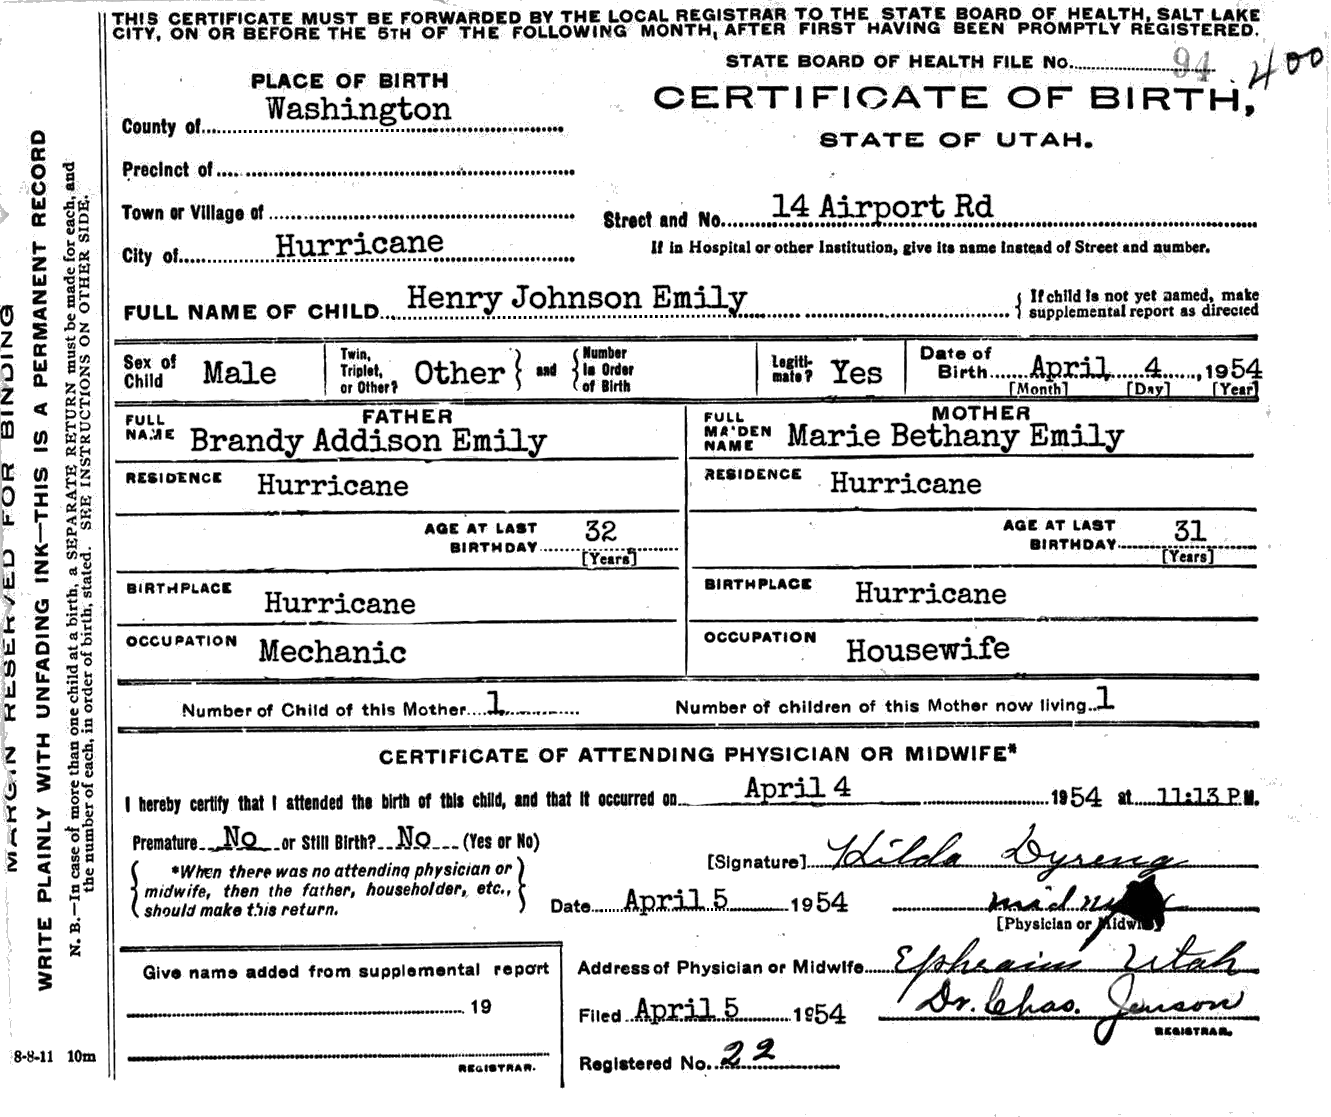 THIS CERTIFICATE MUST BE FORWARDED BY THE LOCAL REGISTRAR TO THE STATE BOARD OF HEALTH, SALT LAKE
CITY, ON OR BEFORE THE 5TH OF THE FOLLOWING MONTH, AFTER FIRST HAVING BEEN PROMPTLY REGISTERED.
STATE BOARD OF HEALTH FILE No. 94 400
PLACE OF BIRTH
CERTIFICATE OF BIRTH,
STATE OF UTAH.
County of Washington
Precinct of
Town or Village of
Street and No. 14 Airport Rd
City of Hurricane
If in Hospital or other Institution, give its name instead of Street and number.
FULL NAME OF CHILD Henry Johnson Emily
If child is not yet named, make
supplemental report as directed
Sex of Child Male
Twin, Triplet, or Other? Other and Number in Order of Birth
Legiti-mate? Yes
Date of Birth April 4, 1954
[Month] [Day] [Year]
FATHER
FULL NAME Brandy Addison Emily
MOTHER
FULL MAIDEN NAME Marie Bethany Emily
RESIDENCE Hurricane
RESIDENCE Hurricane
AGE AT LAST BIRTHDAY 32 [Years]
AGE AT LAST BIRTHDAY 31 [Years]
BIRTHPLACE Hurricane
BIRTHPLACE Hurricane
OCCUPATION Mechanic
OCCUPATION Housewife
Number of Child of this Mother 1
Number of children of this Mother now living 1
CERTIFICATE OF ATTENDING PHYSICIAN OR MIDWIFE*
I hereby certify that I attended the birth of this child, and that it occurred on April 4 1954 at 11:13 P.M.
Premature No or Still Birth? No (Yes or No)
[Signature] Hilda Dyreng
*When there was no attending physician or
midwife, then the father, householder, etc.,
should make this return.
Date April 5 1954
[Physician or Midwife]
Give name added from supplemental report
19
REGISTRAR.
Address of Physician or Midwife Ephraim Utah
Filed April 5 1954 Dr. Chas. Jenson
REGISTRAR.
Registered No. 22
MARGIN RESERVED FOR BINDING
WRITE PLAINLY WITH UNFADING INK—THIS IS A PERMANENT RECORD
N. B.—In case of more than one child at a birth, a SEPARATE RETURN must be made for each, and
the number of each, in order of birth, stated. SEE INSTRUCTIONS ON OTHER SIDE.
8-8-11 10m